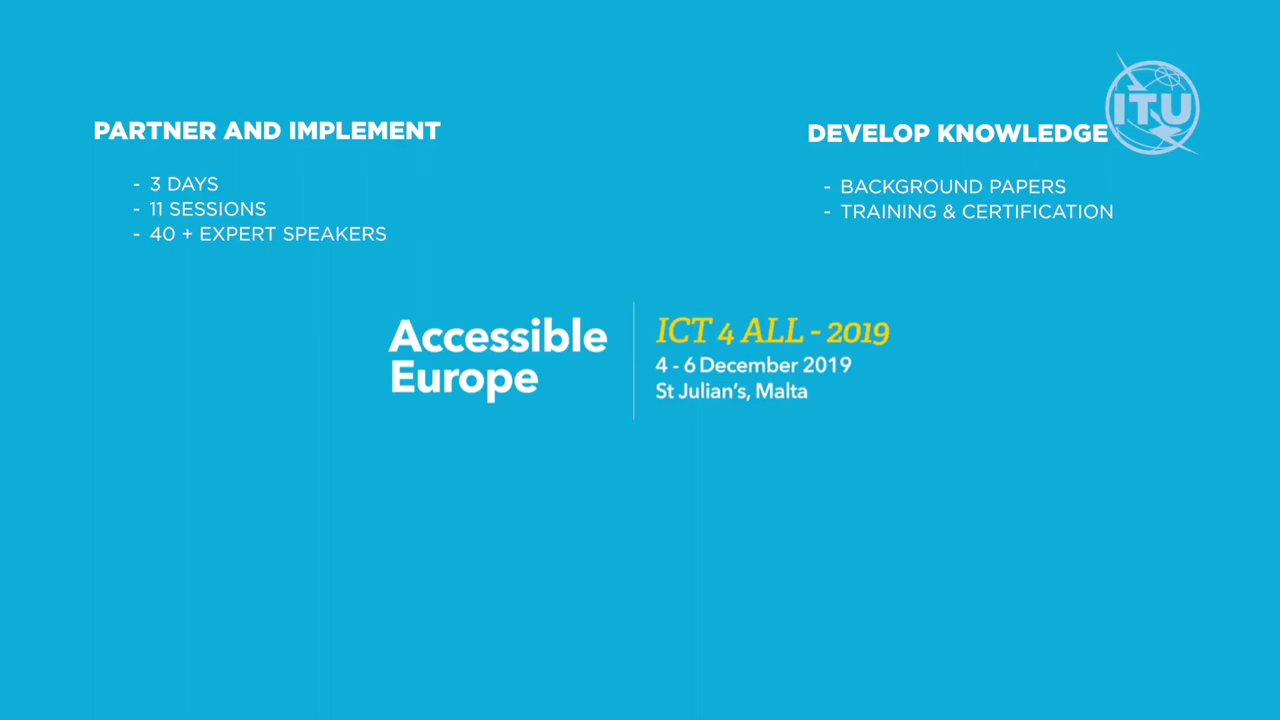 PARTNER AND IMPLEMENT
- 3 DAYS
- 11 SESSIONS
- 40 + EXPERT SPEAKERS
DEVELOP KNOWLEDGE
- BACKGROUND PAPERS
- TRAINING & CERTIFICATION
ITU
Accessible
Europe
ICT 4 ALL - 2019
4 - 6 December 2019
St Julian's, Malta